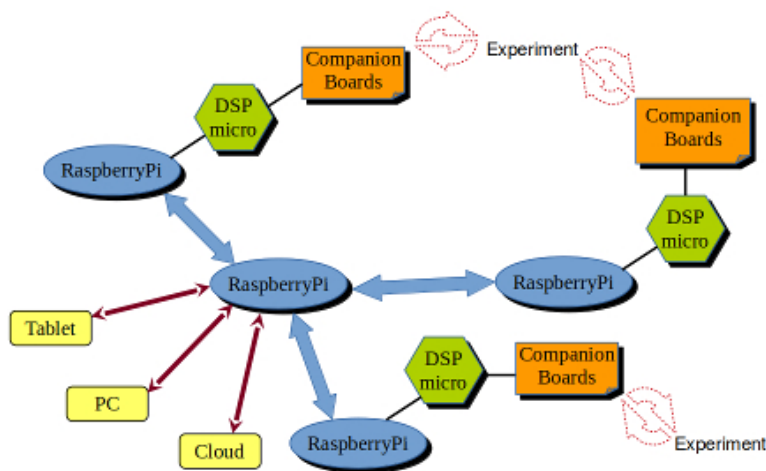 Companion
Boards
Experiment
DSP
micro
Companion
Boards
RaspberryPi
DSP
micro
RaspberryPi
RaspberryPi
Tablet
DSP
micro
Companion
Boards
PC
RaspberryPi
Cloud
Experiment